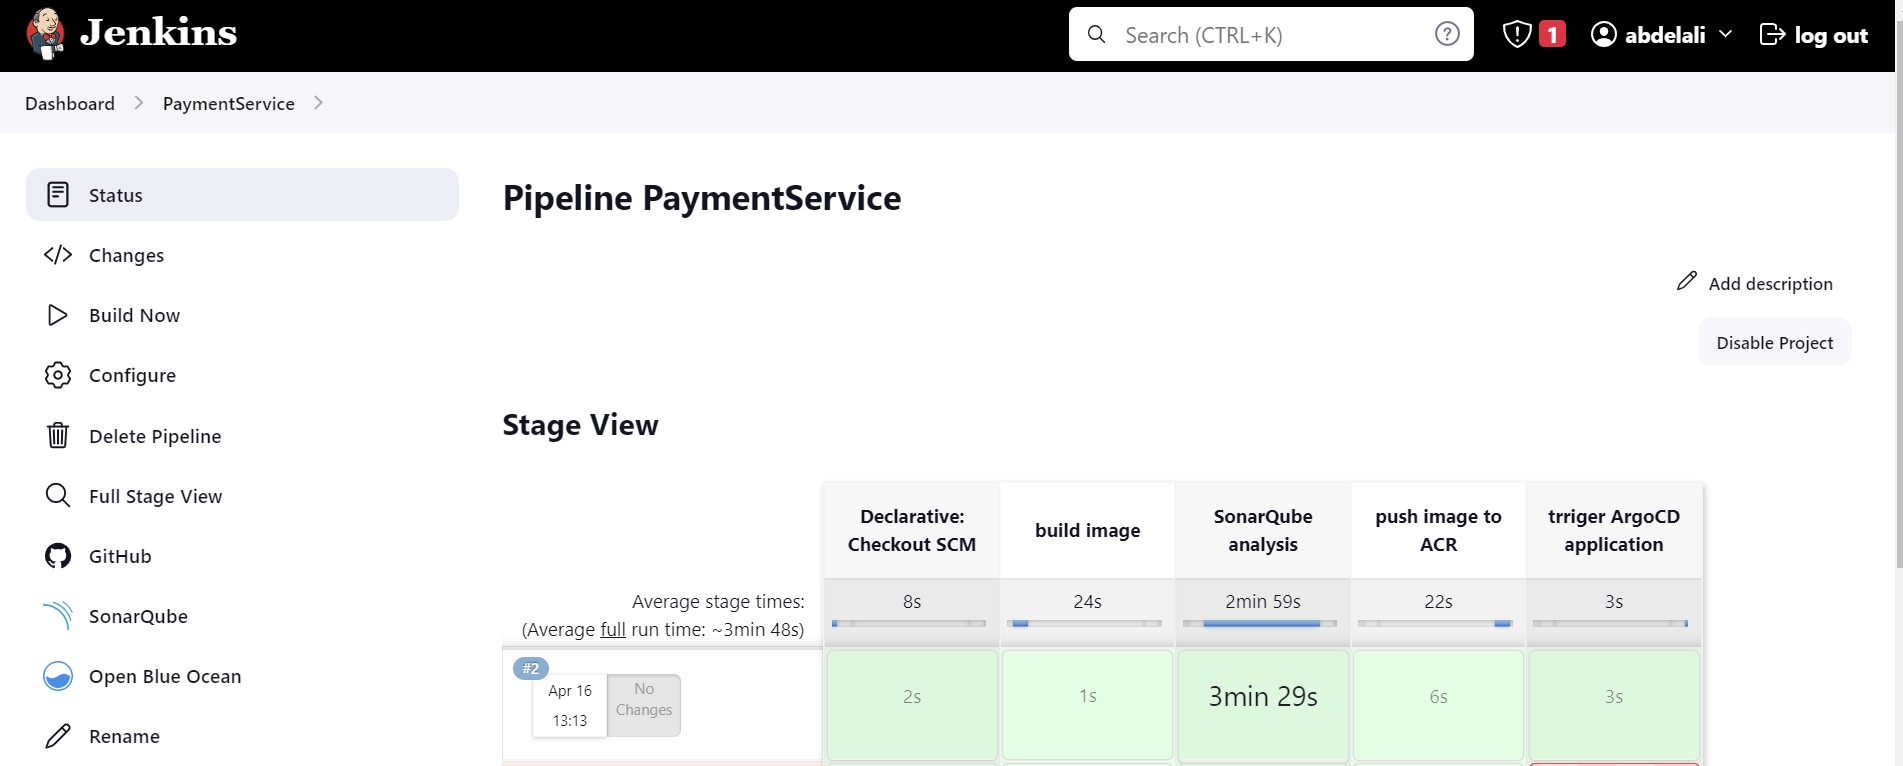 Jenkins
Search (CTRL+K)
?
1
abdelali
log out
Dashboard
PaymentService
Status
Changes
Build Now
Configure
Delete Pipeline
Full Stage View
GitHub
SonarQube
Open Blue Ocean
Rename
Pipeline PaymentService
Add description
Disable Project
Stage View
Declarative:
Checkout SCM
build image
SonarQube
analysis
push image to
ACR
trriger ArgoCD
application
Average stage times:
(Average full run time: ~3min 48s)
8s
24s
2min 59s
22s
3s
#2
Apr 16
13:13
No
Changes
2s
1s
3min 29s
6s
3s